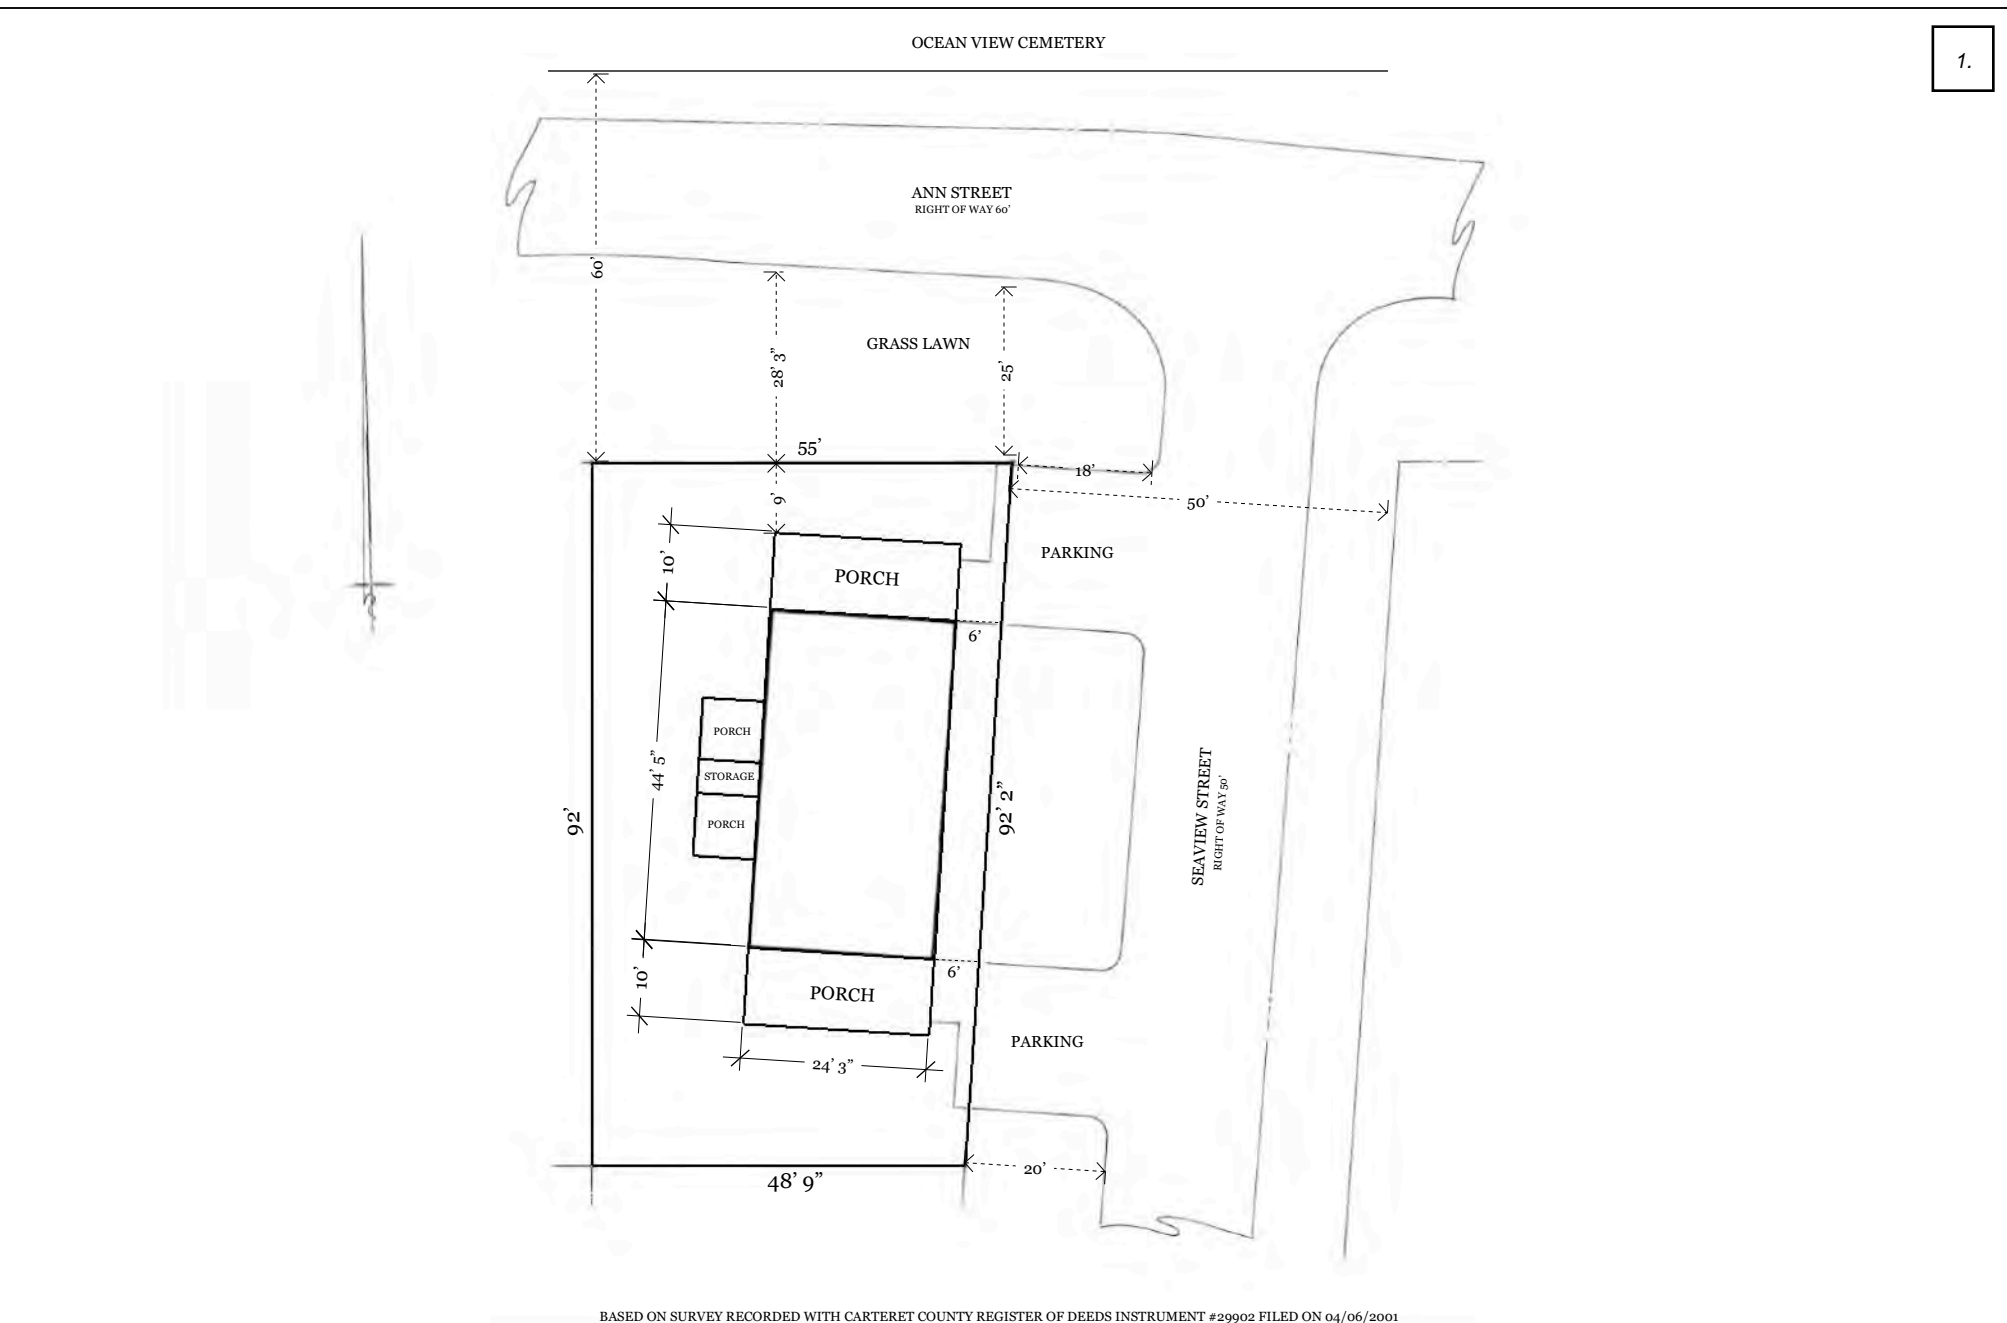 OCEAN VIEW CEMETERY
1.
ANN STREET
RIGHT OF WAY 60'
60'
28' 3”
GRASS LAWN
25'
55’
18'
50'
9'
10'
PORCH
PARKING
6'
PORCH
44' 5”
STORAGE
92’
PORCH
92’ 2”
SEAVIEW STREET
RIGHT OF WAY 50'
6'
10'
PORCH
PARKING
24' 3”
20'
48’ 9”
BASED ON SURVEY RECORDED WITH CARTERET COUNTY REGISTER OF DEEDS INSTRUMENT #29902 FILED ON 04/06/2001